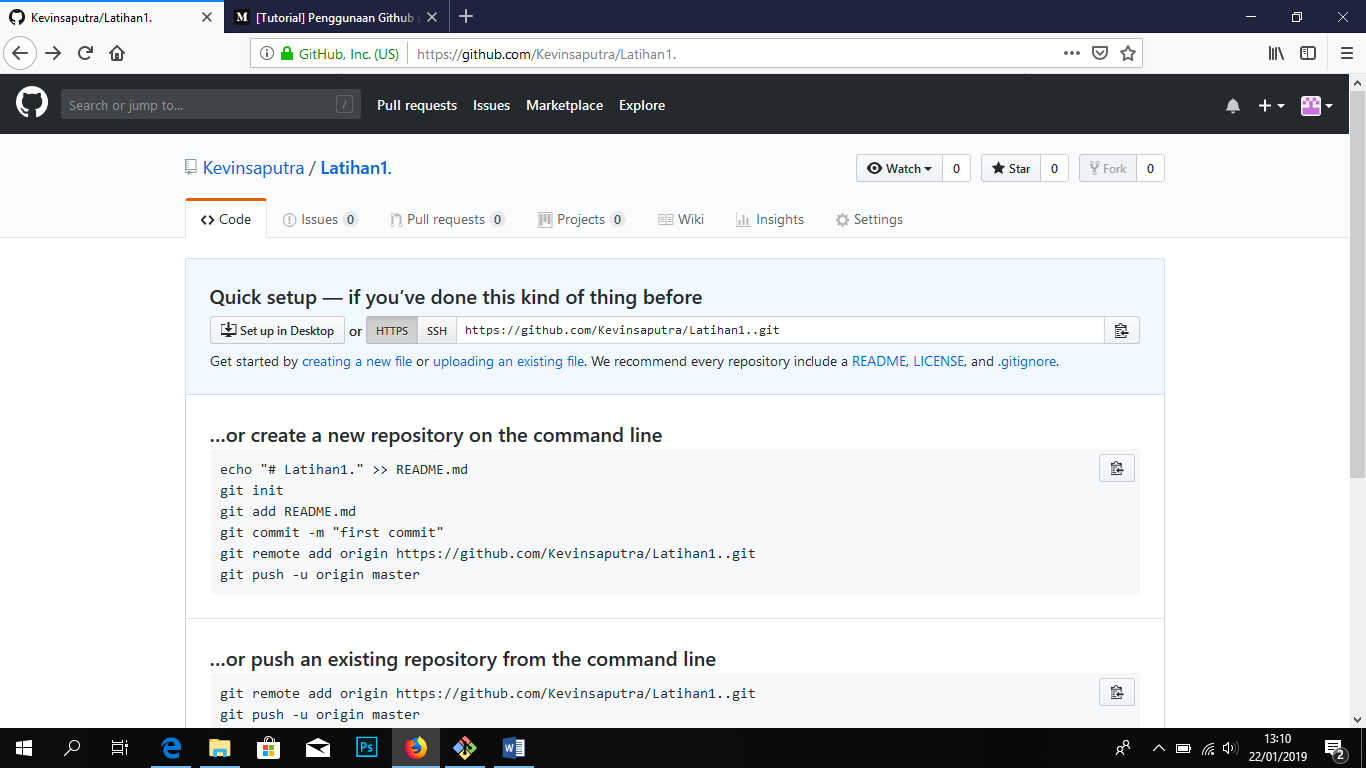 Kevinsaputra/Latihan1.
[Tutorial] Penggunaan Github
GitHub, Inc. (US) https://github.com/Kevinsaputra/Latihan1.
Search or jump to... / Pull requests Issues Marketplace Explore
Kevinsaputra / Latihan1. Watch 0 Star 0 Fork 0
Code Issues 0 Pull requests 0 Projects 0 Wiki Insights Settings
Quick setup — if you’ve done this kind of thing before
Set up in Desktop or HTTPS SSH https://github.com/Kevinsaputra/Latihan1..git
Get started by creating a new file or uploading an existing file. We recommend every repository include a README, LICENSE, and .gitignore.
…or create a new repository on the command line
echo "# Latihan1." >> README.md
git init
git add README.md
git commit -m "first commit"
git remote add origin https://github.com/Kevinsaputra/Latihan1..git
git push -u origin master
…or push an existing repository from the command line
git remote add origin https://github.com/Kevinsaputra/Latihan1..git
git push -u origin master
13:10
22/01/2019
2